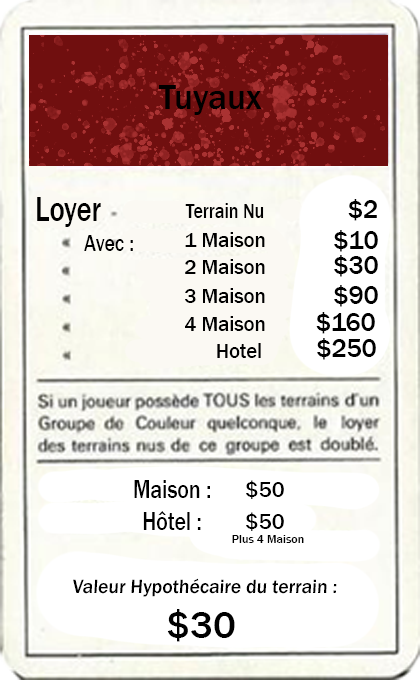 Tuyaux
Loyer - Terrain Nu $2
« Avec : 1 Maison $10
« 2 Maison $30
« 3 Maison $90
« 4 Maison $160
« Hotel $250
Si un joueur possède TOUS les terrains d'un
Groupe de Couleur quelconque, le loyer
des terrains nus de ce groupe est doublé.
Maison : $50
Hôtel : $50
Plus 4 Maison
Valeur Hypothécaire du terrain :
$30